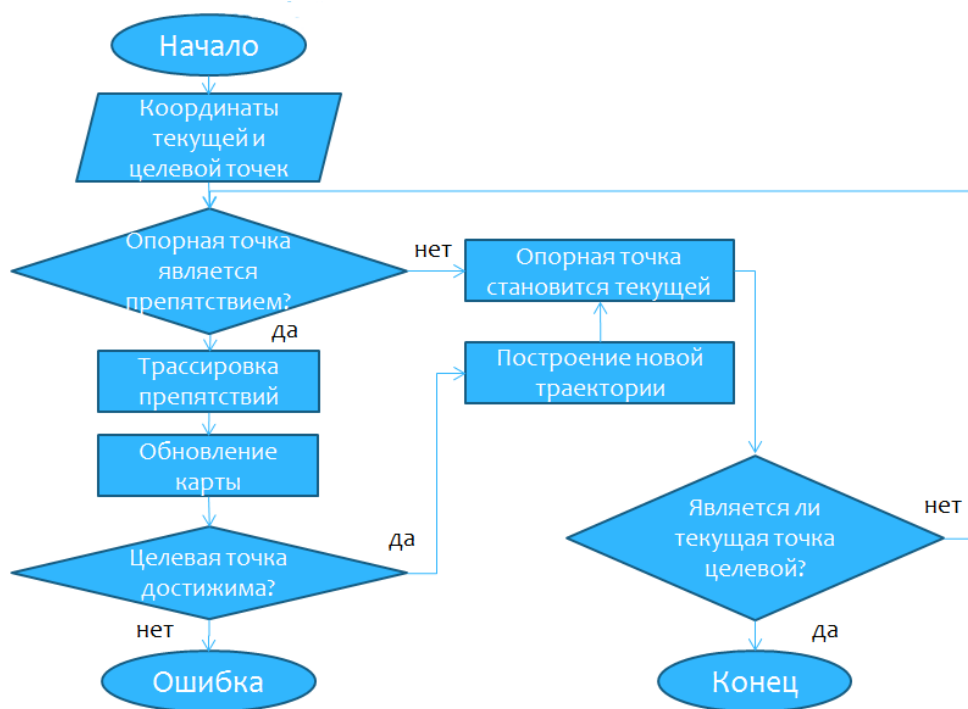 Начало
Координаты
текущей и
целевой точек
Опорная точка
является
препятствием?
нет
Опорная точка
становится текущей
да
Трассировка
препятствий
Построение новой
траектории
Обновление
карты
Целевая точка
достижима?
да
нет
Ошибка
Является ли
текущая точка
целевой?
нет
да
Конец